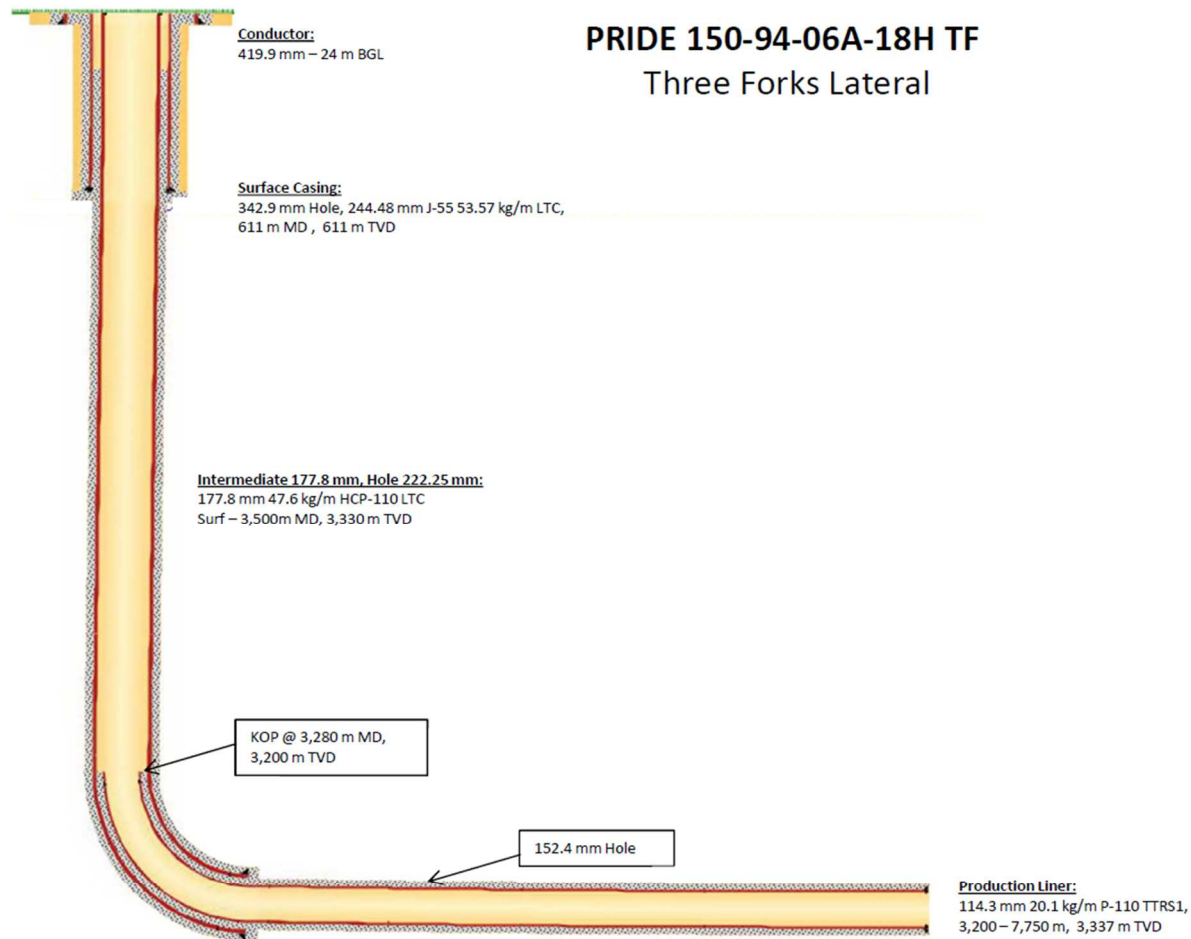 PRIDE 150-94-06A-18H TF
Three Forks Lateral
Conductor:
419.9 mm – 24 m BGL
Surface Casing:
342.9 mm Hole, 244.48 mm J-55 53.57 kg/m LTC,
611 m MD , 611 m TVD
Intermediate 177.8 mm, Hole 222.25 mm:
177.8 mm 47.6 kg/m HCP-110 LTC
Surf – 3,500m MD, 3,330 m TVD
KOP @ 3,280 m MD,
3,200 m TVD
152.4 mm Hole
Production Liner:
114.3 mm 20.1 kg/m P-110 TTRS1,
3,200 – 7,750 m, 3,337 m TVD